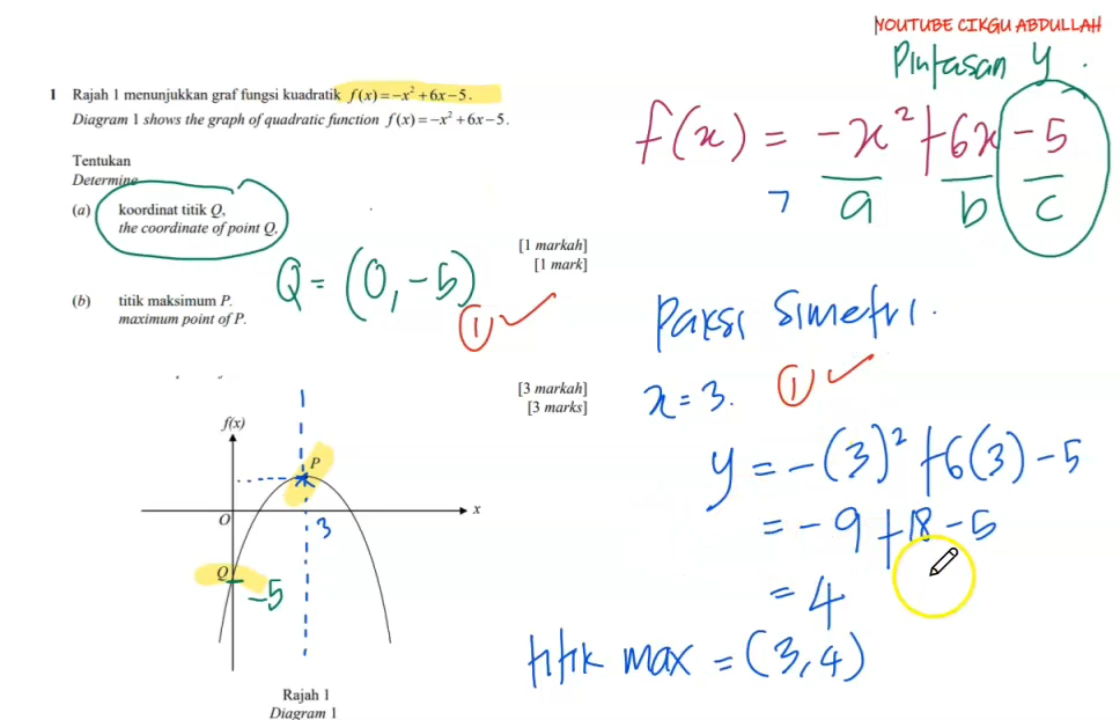 YOUTUBE CIKGU ABDULLAH
Pintasan y.
1 Rajah 1 menunjukkan graf fungsi kuadratik f(x) = −x² + 6x − 5.
Diagram 1 shows the graph of quadratic function f(x) = −x² + 6x − 5.
f(x) = −x² + 6x − 5
a b c
Tentukan
Determine
(a) koordinat titik Q,
the coordinate of point Q.
[1 markah]
[1 mark]
Q = (0, −5)
1 ✓
(b) titik maksimum P.
maximum point of P.
[3 markah]
[3 marks]
Paksi Simetri.
x = 3. 1 ✓
y = −(3)² + 6(3) − 5
= −9 + 18 − 5
= 4
titik max = (3, 4)
f(x)
P
O
x
3
Q
−5
Rajah 1
Diagram 1